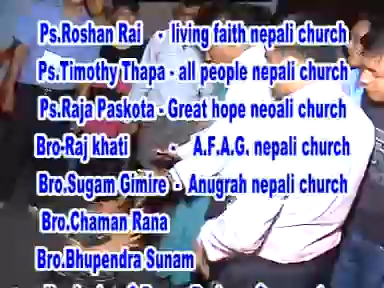 Ps.Roshan Rai - living faith nepali church
Ps.Timothy Thapa - all people nepali church
Ps.Raja Paskota - Great hope neoali church
Bro-Raj khati - A.F.A.G. nepali church
Bro.Sugam Gimire - Anugrah nepali church
Bro.Chaman Rana
Bro.Bhupendra Sunam